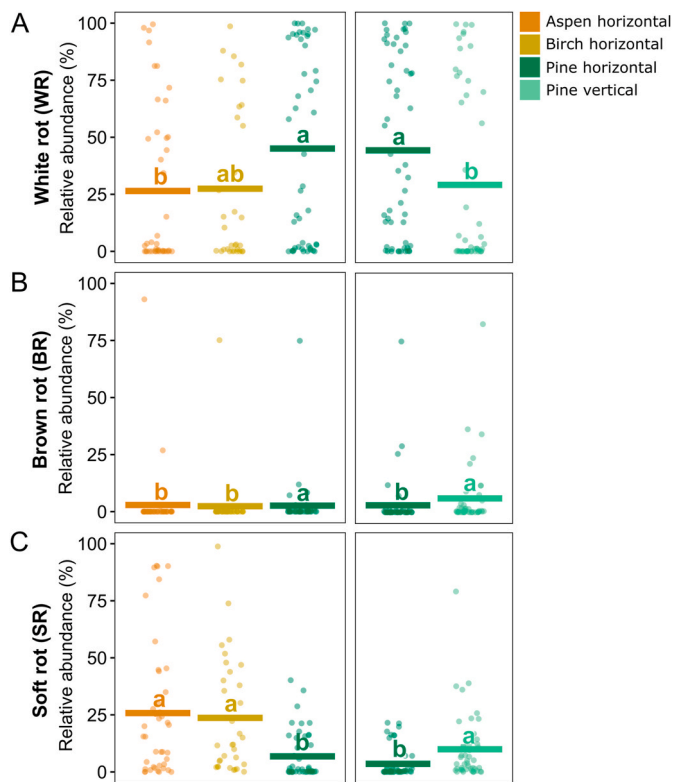 A
White rot (WR)
Relative abundance (%)
100
75
50
25
0
b
ab
a
a
b
Aspen horizontal
Birch horizontal
Pine horizontal
Pine vertical
B
Brown rot (BR)
Relative abundance (%)
100
75
50
25
0
b
b
a
b
a
C
Soft rot (SR)
Relative abundance (%)
100
75
50
25
0
a
a
b
b
a